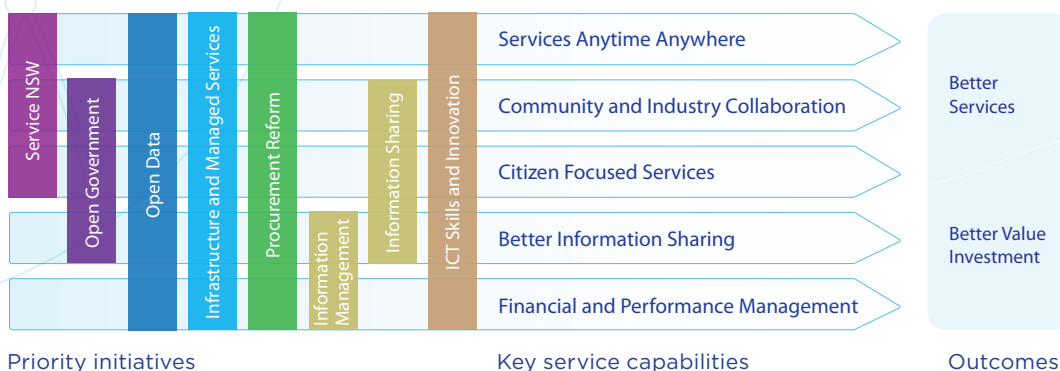 Service NSW
Open Government
Open Data
Infrastructure and Managed Services
Procurement Reform
Information
Management
Information Sharing
ICT Skills and Innovation
Services Anytime Anywhere
Community and Industry Collaboration
Citizen Focused Services
Better Information Sharing
Financial and Performance Management
Better
Services
Better Value
Investment
Priority initiatives
Key service capabilities
Outcomes